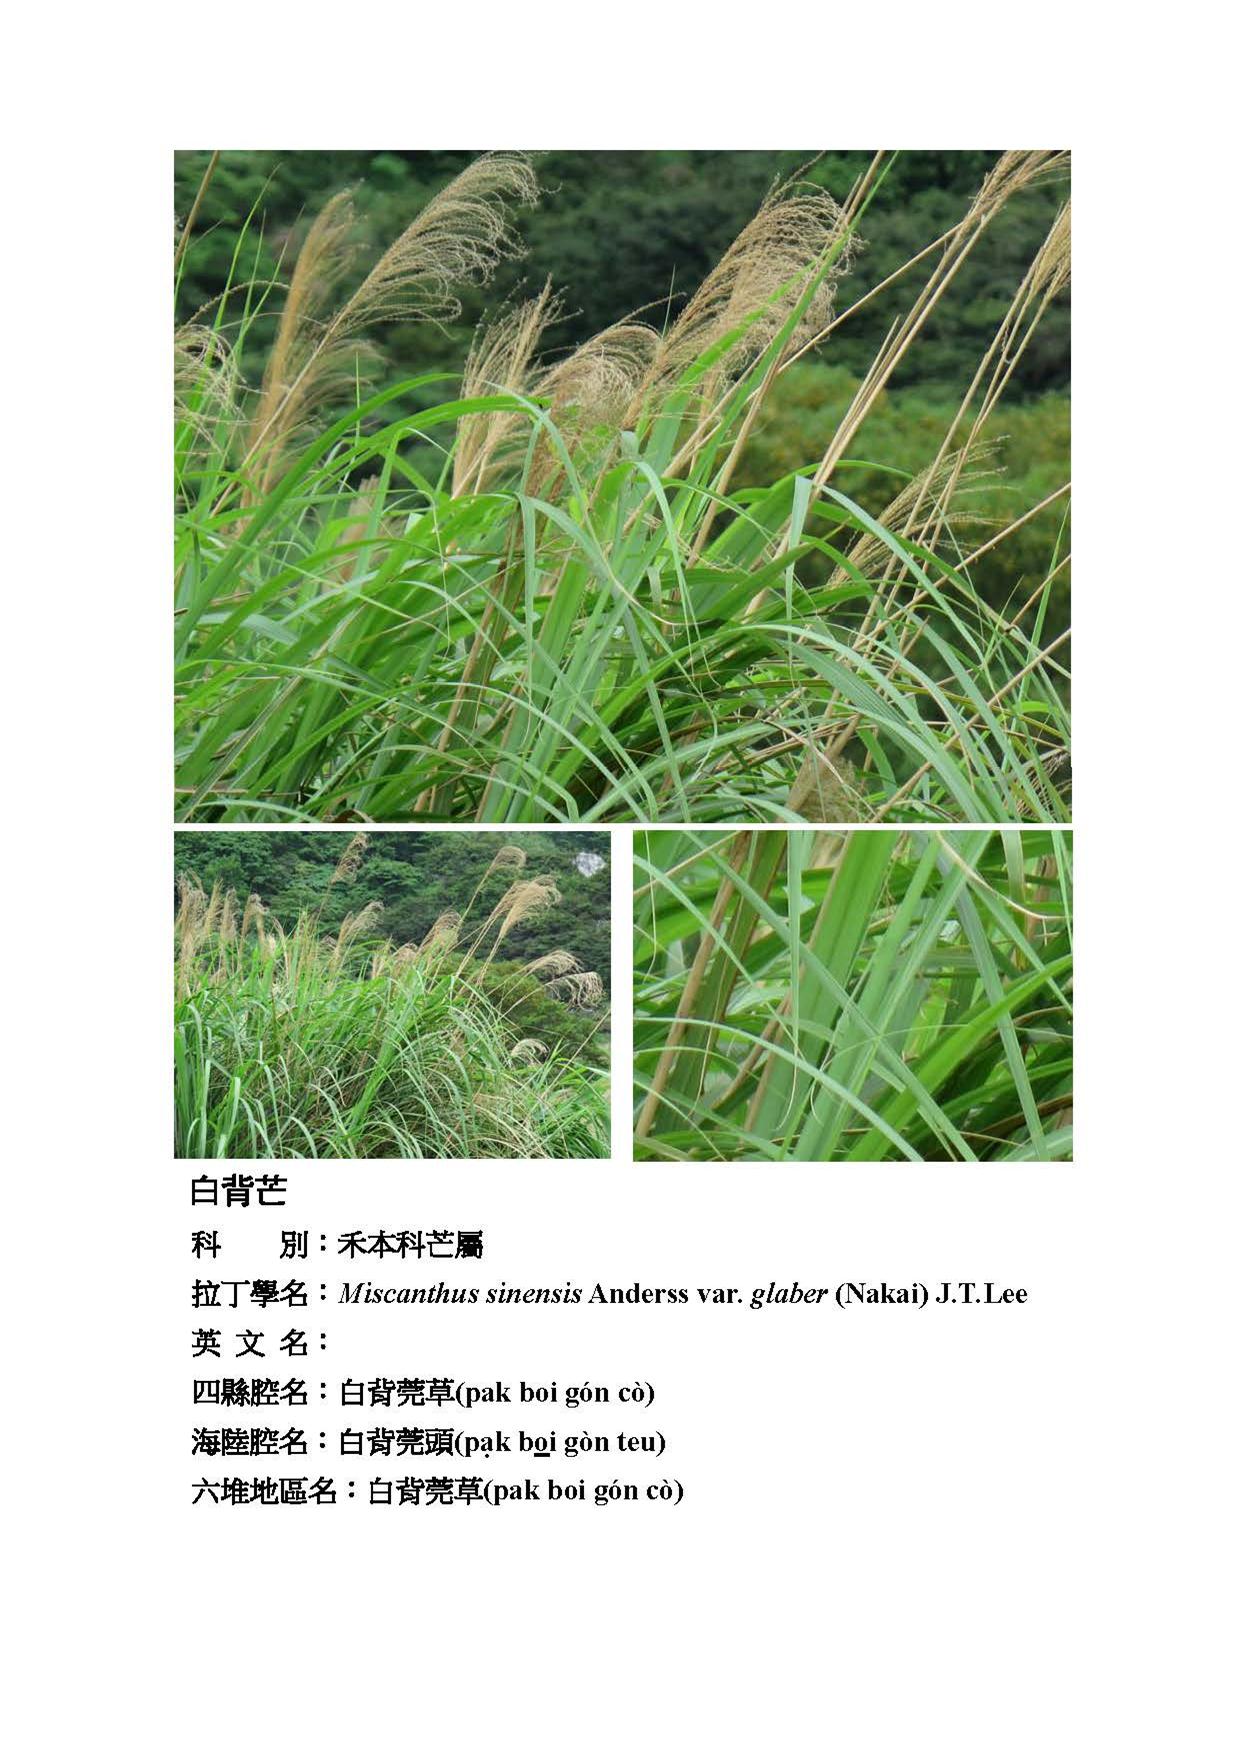 白背芒
科　　別：禾本科芒屬
拉丁學名：Miscanthus sinensis Anderss var. glaber (Nakai) J.T.Lee
英 文 名：
四縣腔名：白背菅草(pak boi gón cò)
海陸腔名：白背菅頭(pạk bo̲i gòn teu)
六堆地區名：白背菅草(pak boi gón cò)